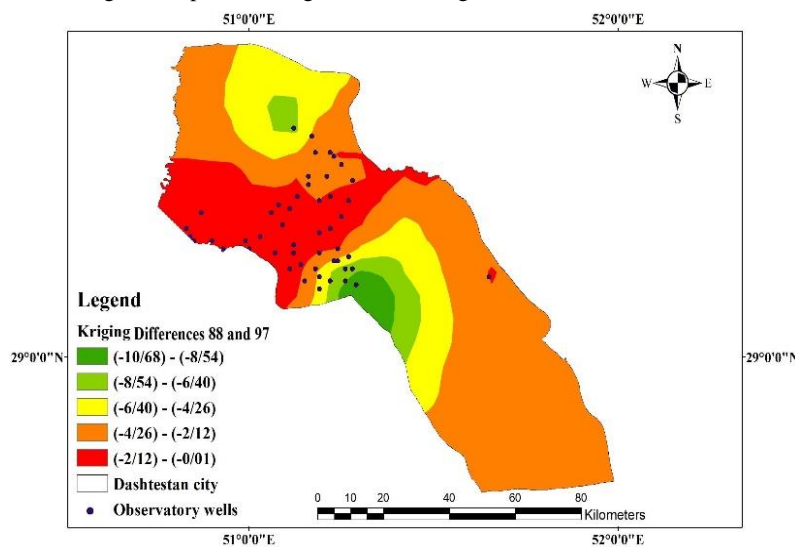 51°0'0"E 52°0'0"E
N
W E
S
Legend
Kriging Differences 88 and 97
(-10/68) - (-8/54)
(-8/54) - (-6/40)
(-6/40) - (-4/26)
(-4/26) - (-2/12)
(-2/12) - (-0/01)
Dashtestan city
Observatory wells
29°0'0"N 29°0'0"N
0 10 20 40 60 80
Kilometers
51°0'0"E 52°0'0"E